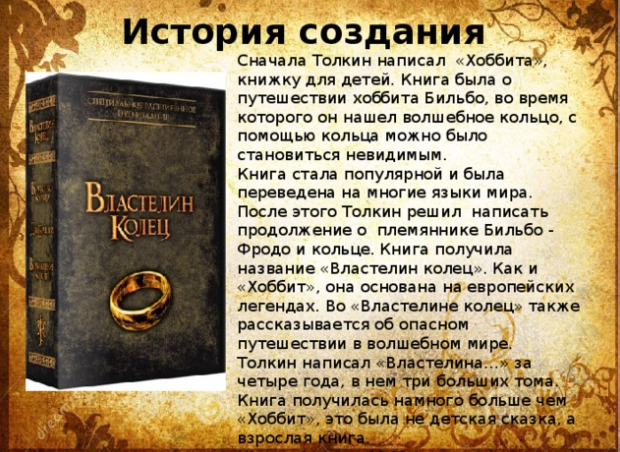 История создания
Сначала Толкин написал «Хоббита»,
книжку для детей. Книга была о
путешествии хоббита Бильбо, во время
которого он нашел волшебное кольцо, с
помощью кольца можно было
становиться невидимым.
Книга стала популярной и была
переведена на многие языки мира.
После этого Толкин решил написать
продолжение о племяннике Бильбо -
Фродо и кольце. Книга получила
название «Властелин колец». Как и
«Хоббит», она основана на европейских
легендах. Во «Властелине колец» также
рассказывается об опасном
путешествии в волшебном мире.
Толкин написал «Властелина...» за
четыре года, в нем три больших тома.
Книга получилась намного больше чем
«Хоббит», это была не детская сказка, а
взрослая книга.
Властелин
Колец
Властелин
Колец